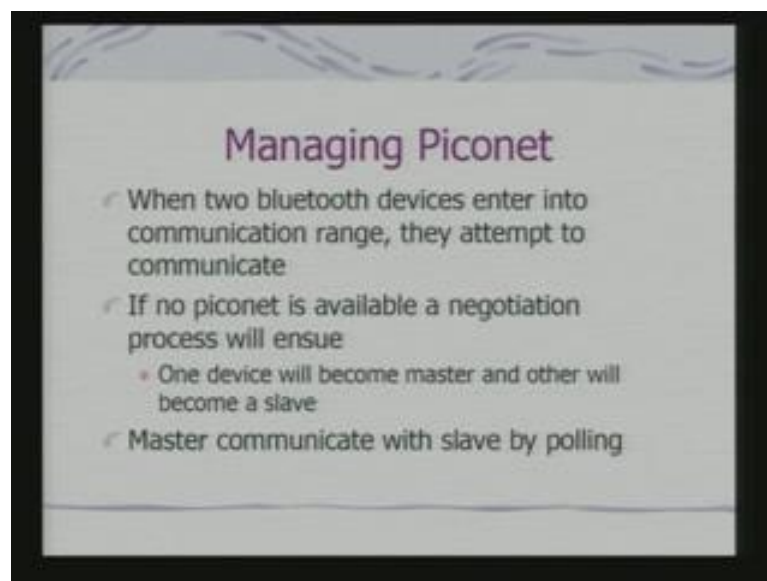 Managing Piconet
When two bluetooth devices enter into
communication range, they attempt to
communicate
If no piconet is available a negotiation
process will ensue
One device will become master and other will
become a slave
Master communicate with slave by polling